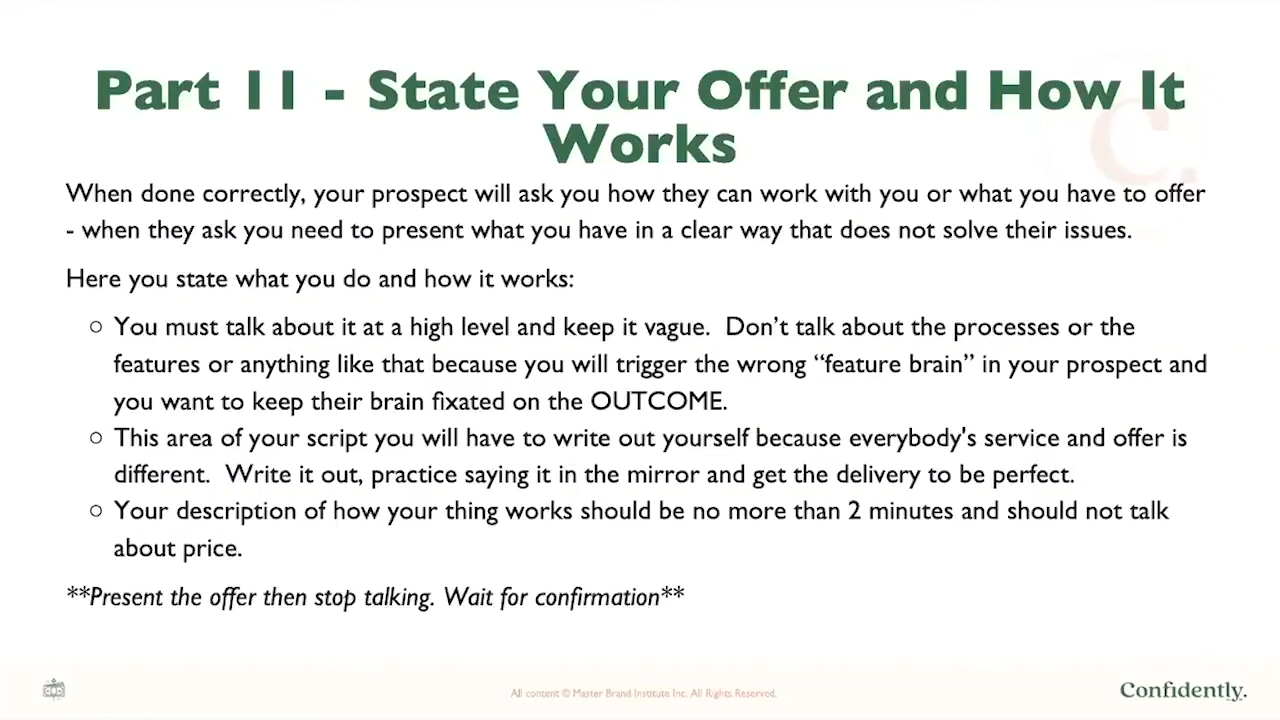 Part 11 - State Your Offer and How It
Works
When done correctly, your prospect will ask you how they can work with you or what you have to offer
- when they ask you need to present what you have in a clear way that does not solve their issues.
Here you state what you do and how it works:
○ You must talk about it at a high level and keep it vague.  Don’t talk about the processes or the
features or anything like that because you will trigger the wrong “feature brain” in your prospect and
you want to keep their brain fixated on the OUTCOME.
○ This area of your script you will have to write out yourself because everybody's service and offer is
different.  Write it out, practice saying it in the mirror and get the delivery to be perfect.
○ Your description of how your thing works should be no more than 2 minutes and should not talk
about price.
**Present the offer then stop talking. Wait for confirmation**
All content © Master Brand Institute Inc. All Rights Reserved.
Confidently.
C.